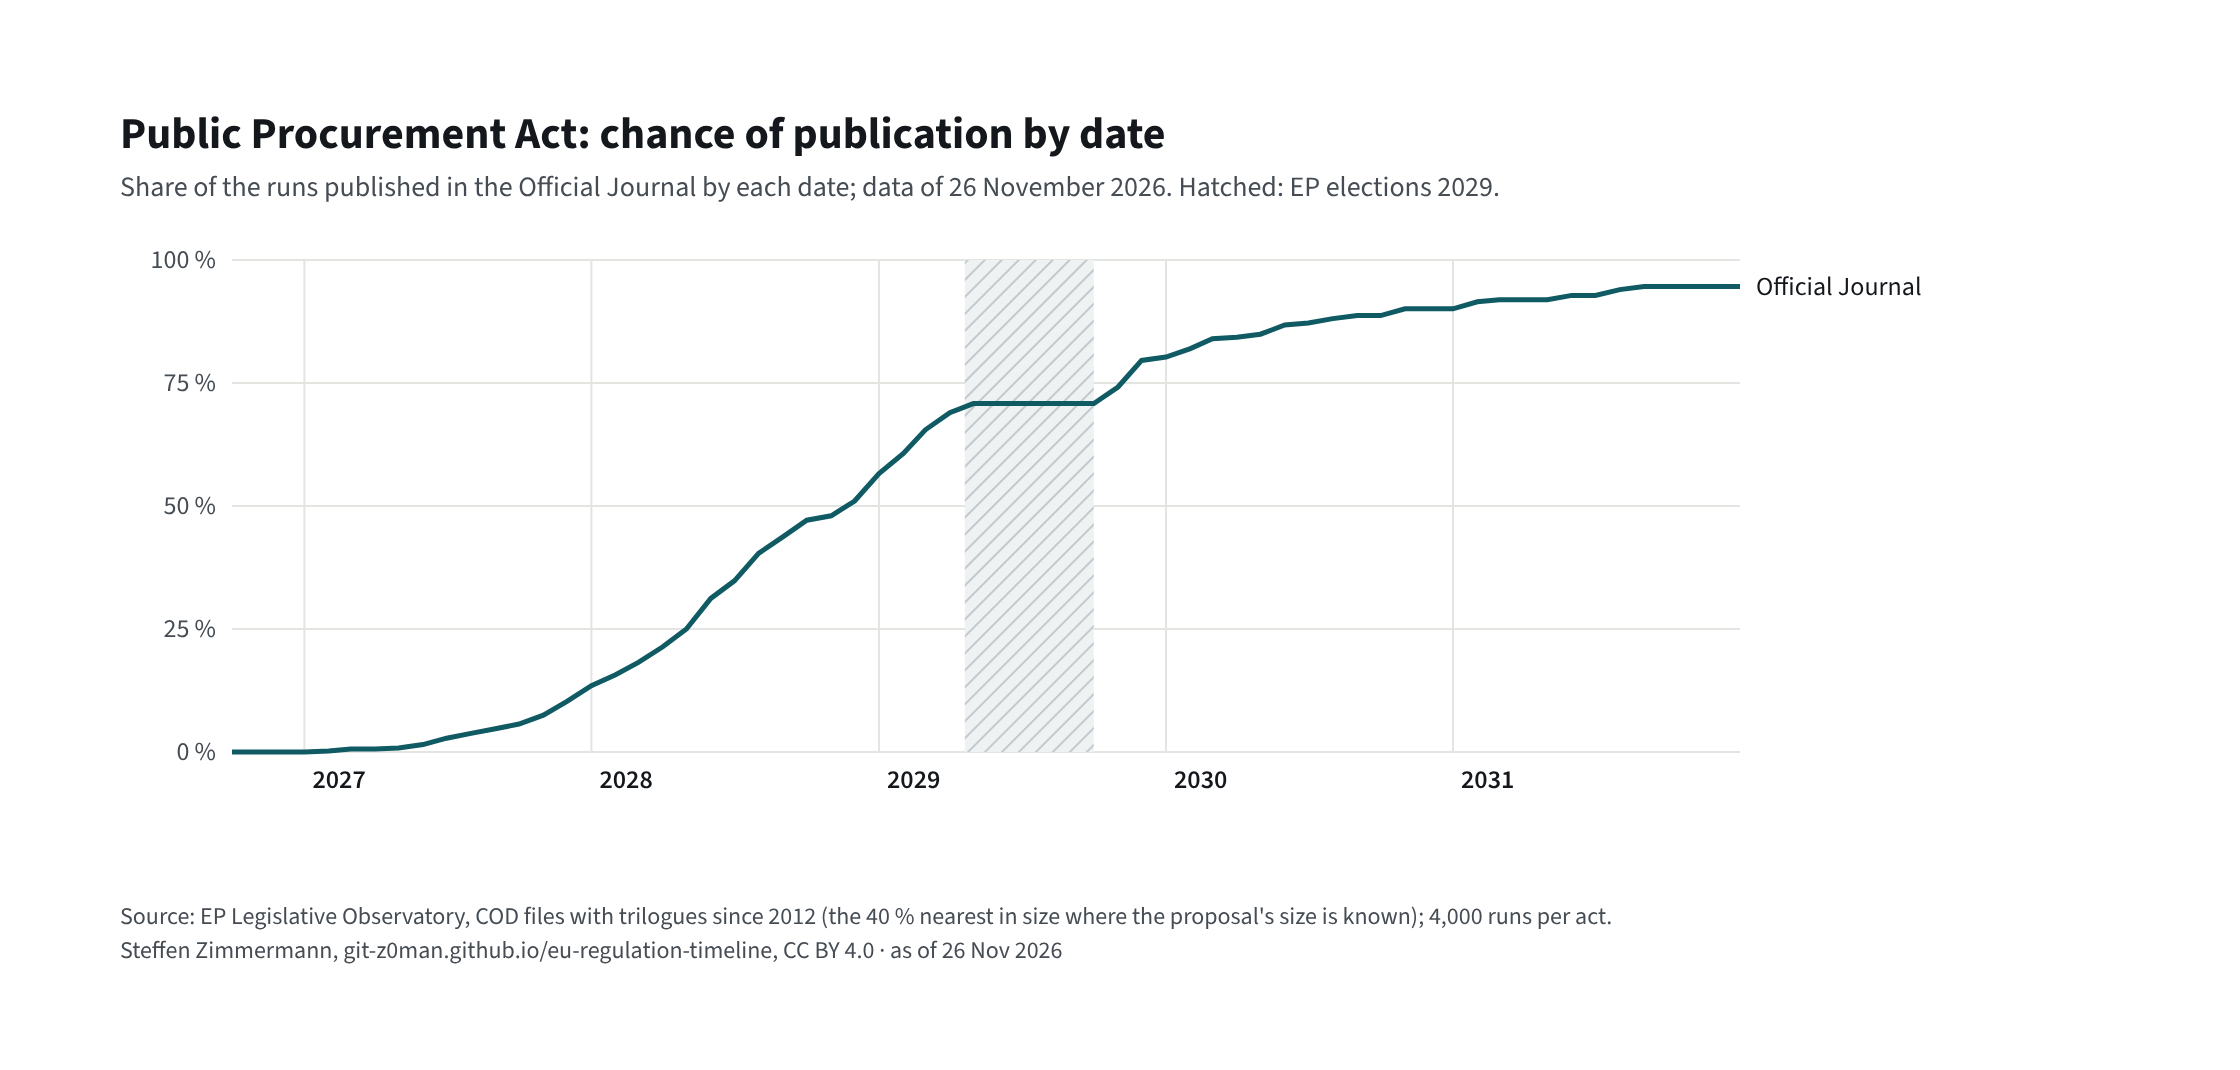 Public Procurement Act: chance of publication by date
Share of the runs published in the Official Journal by each date; data of 26 November 2026. Hatched: EP elections 2029.
100 %
Official Journal
75 %
50 %
25 %
0 %
2027 2028 2029 2030 2031
Source: EP Legislative Observatory, COD files with trilogues since 2012 (the 40 % nearest in size where the proposal's size is known); 4,000 runs per act.
Steffen Zimmermann, git-z0man.github.io/eu-regulation-timeline, CC BY 4.0 · as of 26 Nov 2026